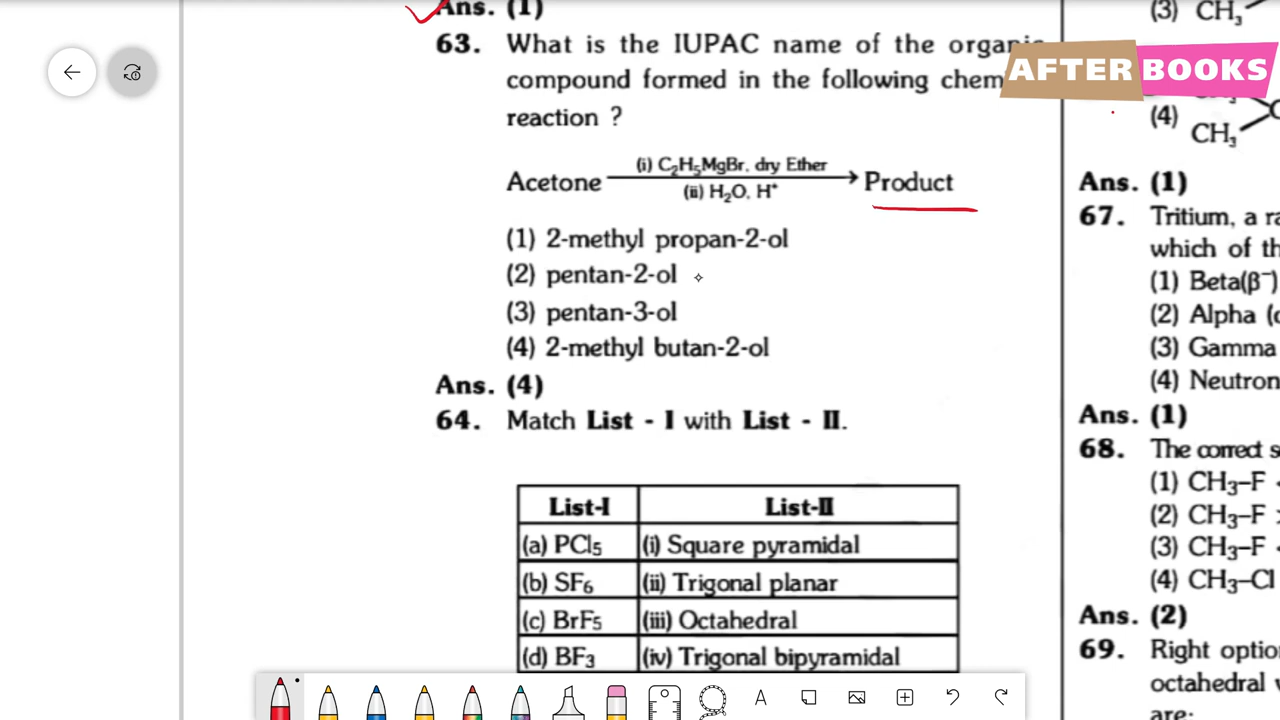 Ans. (1)
63. What is the IUPAC name of the organic
compound formed in the following chem
reaction ?
Acetone (i) C₂H₅MgBr, dry Ether
(ii) H₂O, H⁺ Product
(1) 2-methyl propan-2-ol
(2) pentan-2-ol
(3) pentan-3-ol
(4) 2-methyl butan-2-ol
Ans. (4)
64. Match List - I with List - II.
List-I List-II
(a) PCl₅ (i) Square pyramidal
(b) SF₆ (ii) Trigonal planar
(c) BrF₅ (iii) Octahedral
(d) BF₃ (iv) Trigonal bipyramidal
AFTER BOOKS
(3) CH₃
(4) CH₃
Ans. (1)
67. Tritium, a ra
which of th
(1) Beta(β⁻)
(2) Alpha (
(3) Gamma
(4) Neutron
Ans. (1)
68. The correct s
(1) CH₃–F <
(2) CH₃–F >
(3) CH₃–F <
(4) CH₃–Cl
Ans. (2)
69. Right optio
octahedral
are:
A